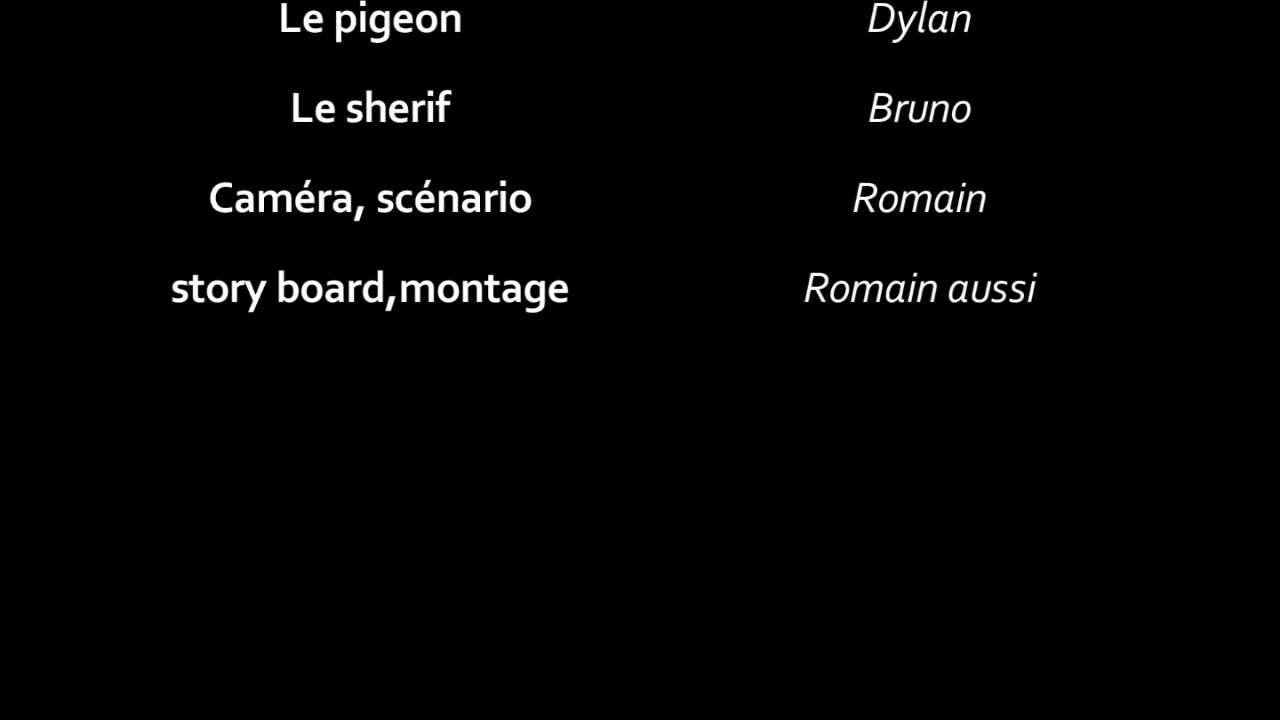 Le pigeon Dylan
Le sherif Bruno
Caméra, scénario Romain
story board,montage Romain aussi